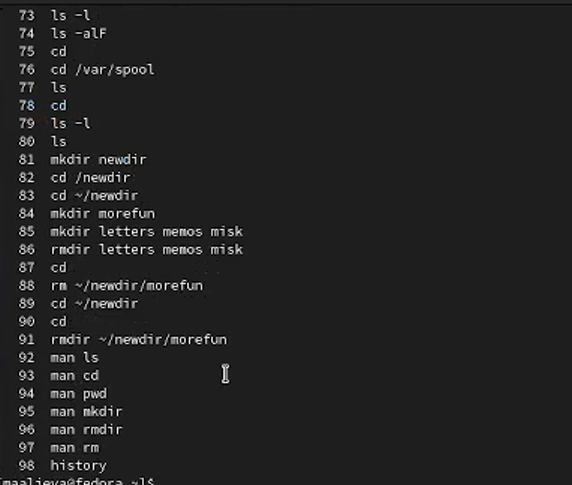 73 ls -l
74 ls -alF
75 cd
76 cd /var/spool
77 ls
78 cd
79 ls -l
80 ls
81 mkdir newdir
82 cd /newdir
83 cd ~/newdir
84 mkdir morefun
85 mkdir letters memos misk
86 rmdir letters memos misk
87 cd
88 rm ~/newdir/morefun
89 cd ~/newdir
90 cd
91 rmdir ~/newdir/morefun
92 man ls
93 man cd
94 man pwd
95 man mkdir
96 man rmdir
97 man rm
98 history
[maalieva@fedora ~]$